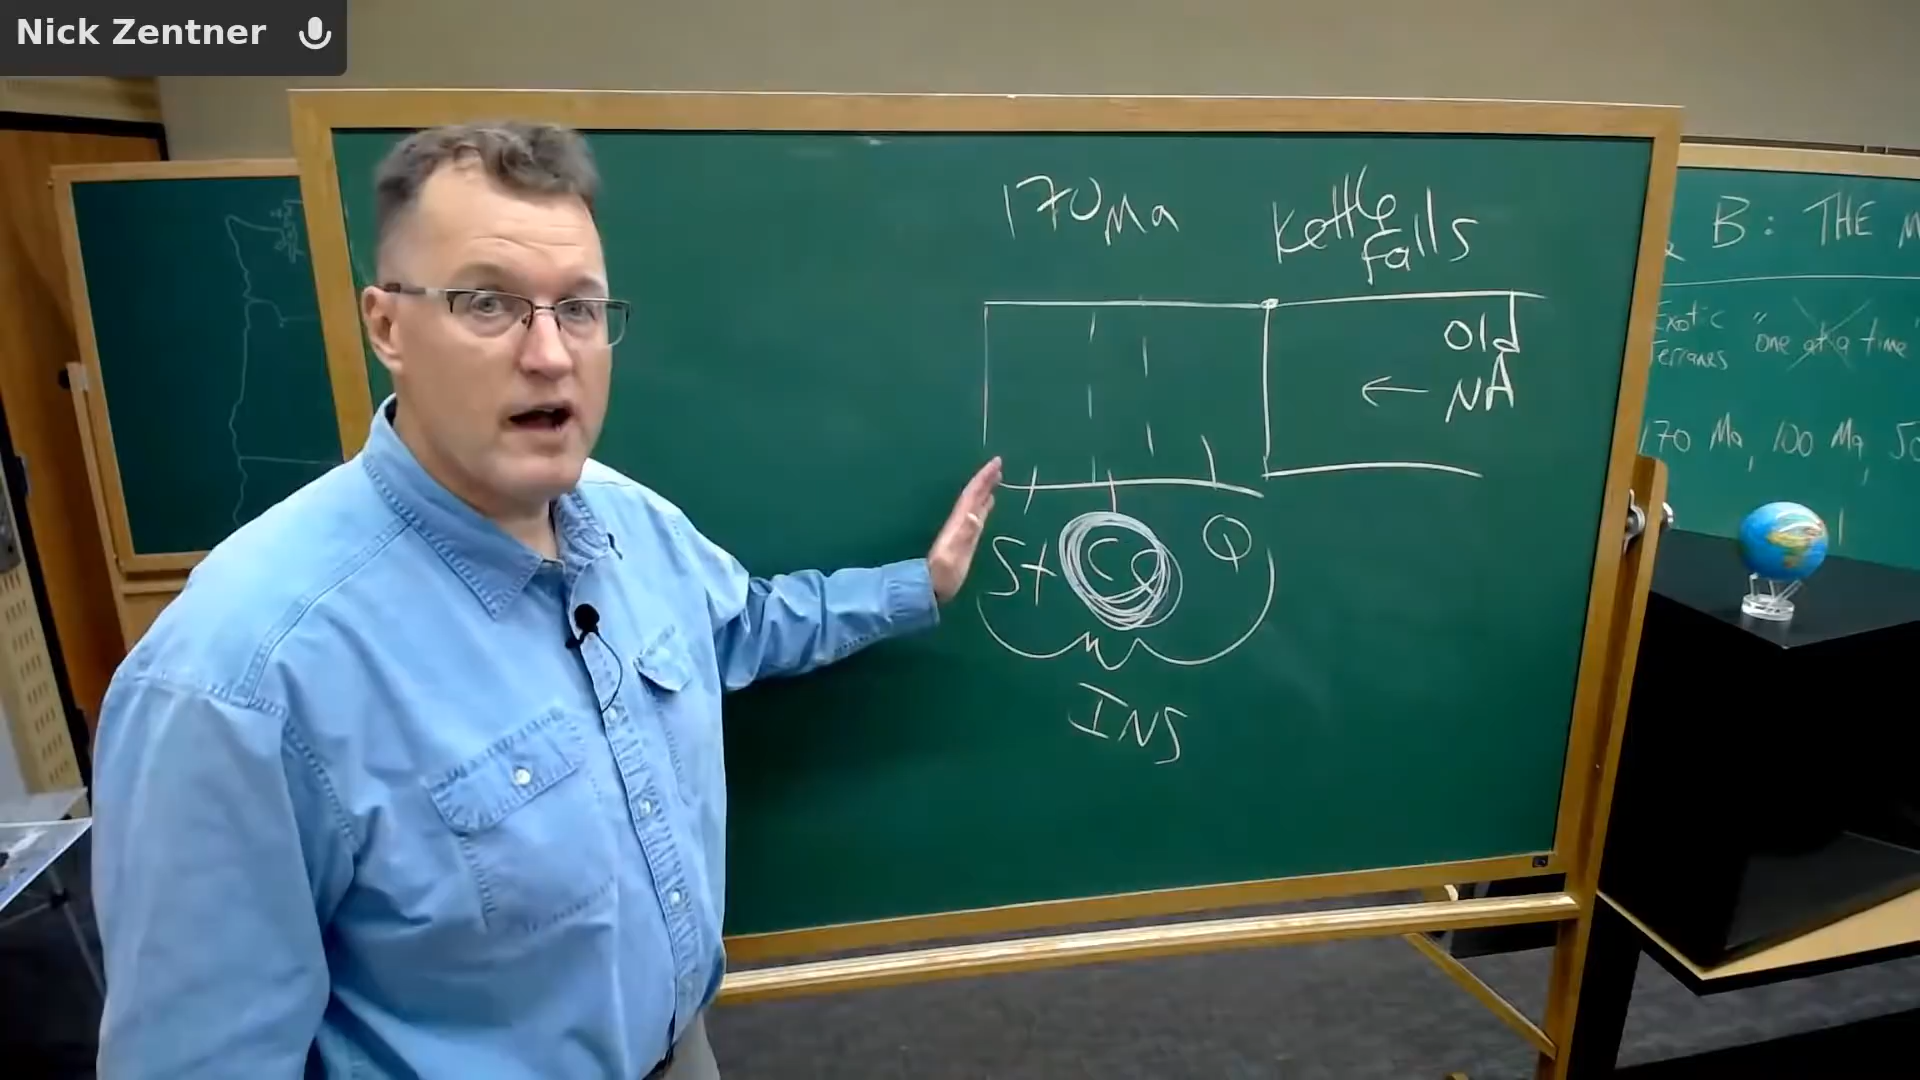 Nick Zentner
170 Ma
Kettle
Falls
Old
← NA
St Ca Q
INS
B: THE M
Exotic "one at a time"
Terranes
170 Ma, 100 Ma, 50